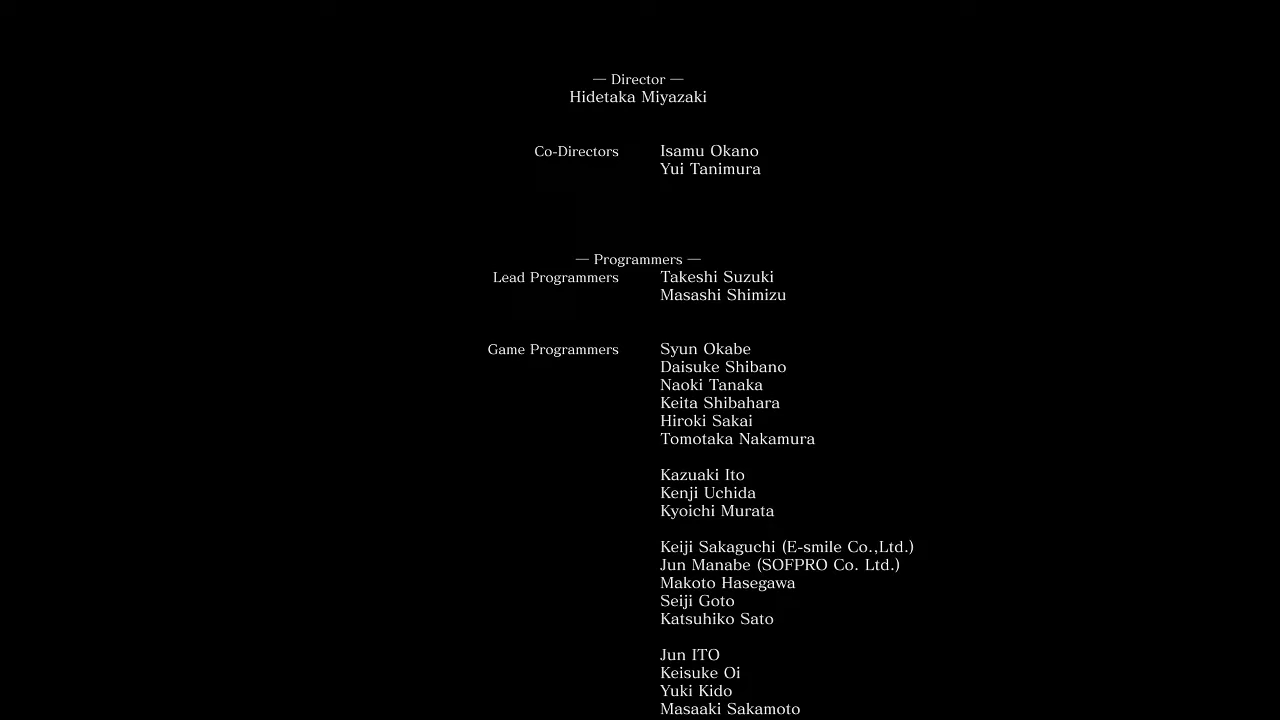 — Director —
Hidetaka Miyazaki
Co-Directors Isamu Okano
Yui Tanimura
— Programmers —
Lead Programmers Takeshi Suzuki
Masashi Shimizu
Game Programmers Syun Okabe
Daisuke Shibano
Naoki Tanaka
Keita Shibahara
Hiroki Sakai
Tomotaka Nakamura
Kazuaki Ito
Kenji Uchida
Kyoichi Murata
Keiji Sakaguchi (E-smile Co.,Ltd.)
Jun Manabe (SOFPRO Co. Ltd.)
Makoto Hasegawa
Seiji Goto
Katsuhiko Sato
Jun ITO
Keisuke Oi
Yuki Kido
Masaaki Sakamoto